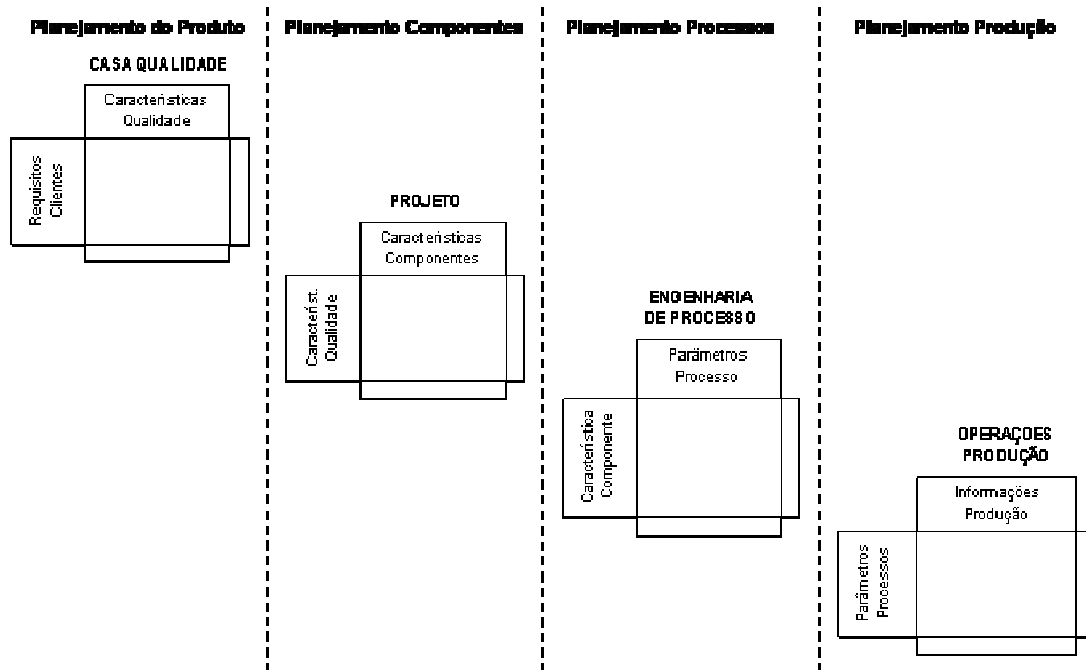 Planejamento do Produto
Planejamento Componentes
Planejamento Processos
Planejamento Produção
CASA QUALIDADE
Características
Qualidade
Requisitos
Clientes
PROJETO
Características
Componentes
Característ.
Qualidade
ENGENHARIA
DE PROCESSO
Parâmetros
Processo
Característica
Componente
OPERAÇOES
PRODUÇÃO
Informações
Produção
Parâmetros
Processos